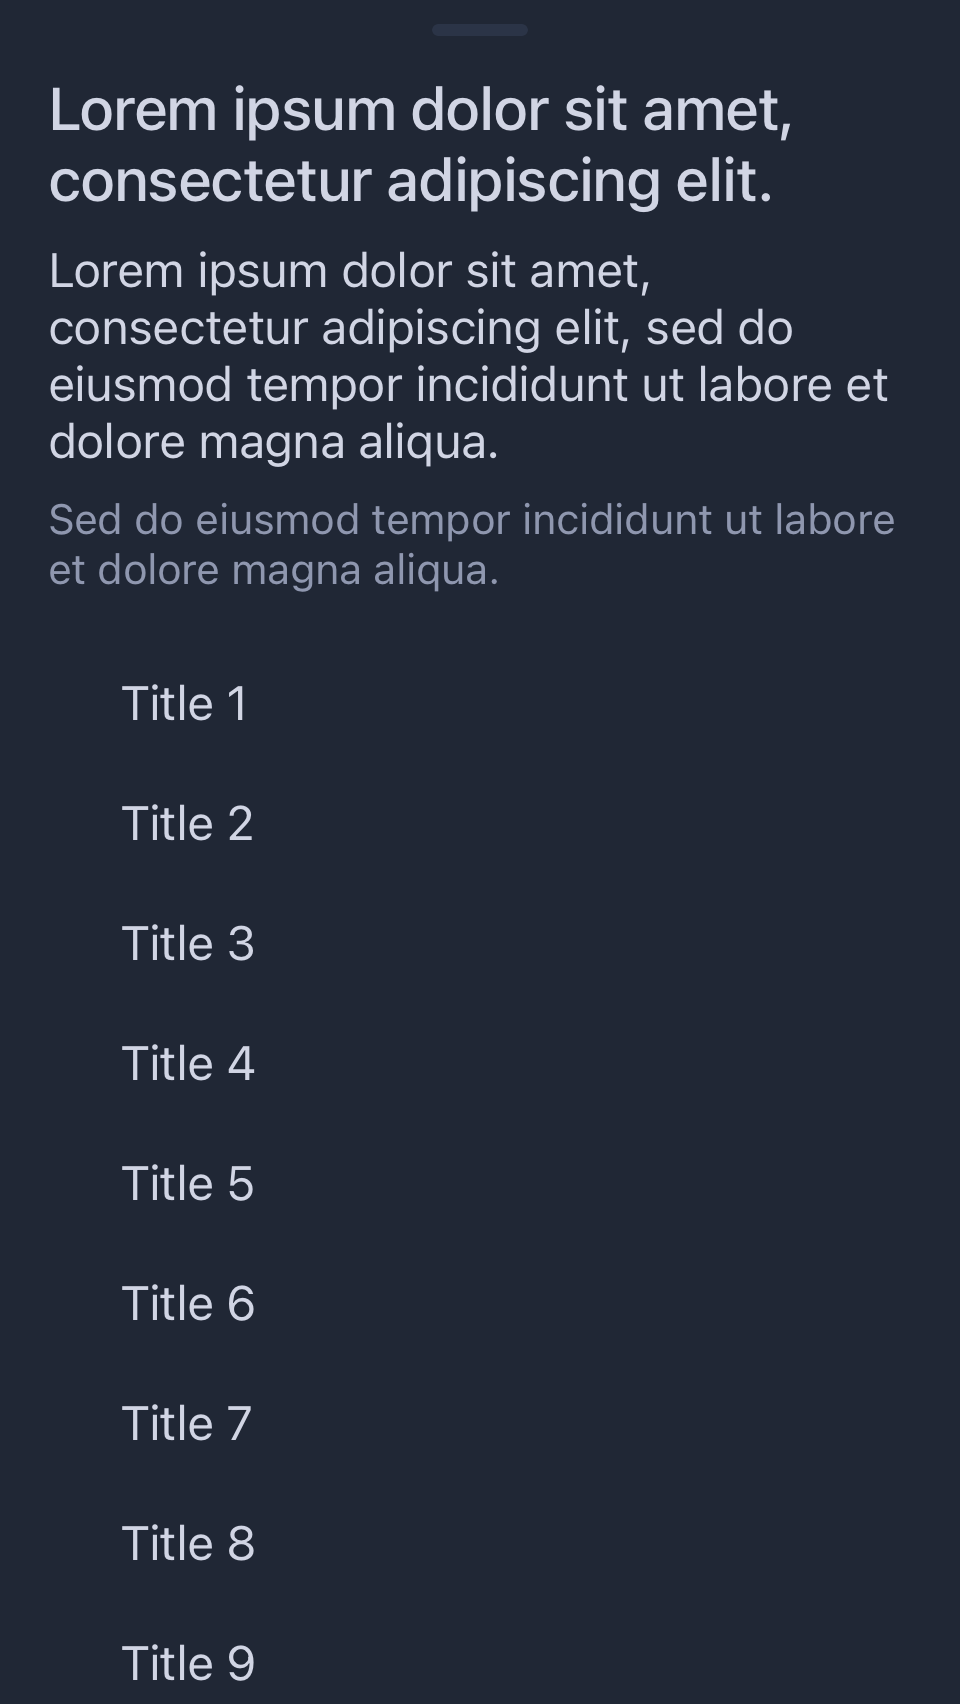 Lorem ipsum dolor sit amet,
consectetur adipiscing elit.
Lorem ipsum dolor sit amet,
consectetur adipiscing elit, sed do
eiusmod tempor incididunt ut labore et
dolore magna aliqua.
Sed do eiusmod tempor incididunt ut labore
et dolore magna aliqua.
Title 1
Title 2
Title 3
Title 4
Title 5
Title 6
Title 7
Title 8
Title 9